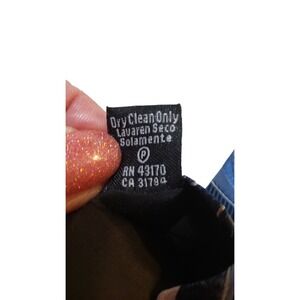 Dry Clean Only
Lavaren Seco
Solamente
P
RN 43170
CA 31794